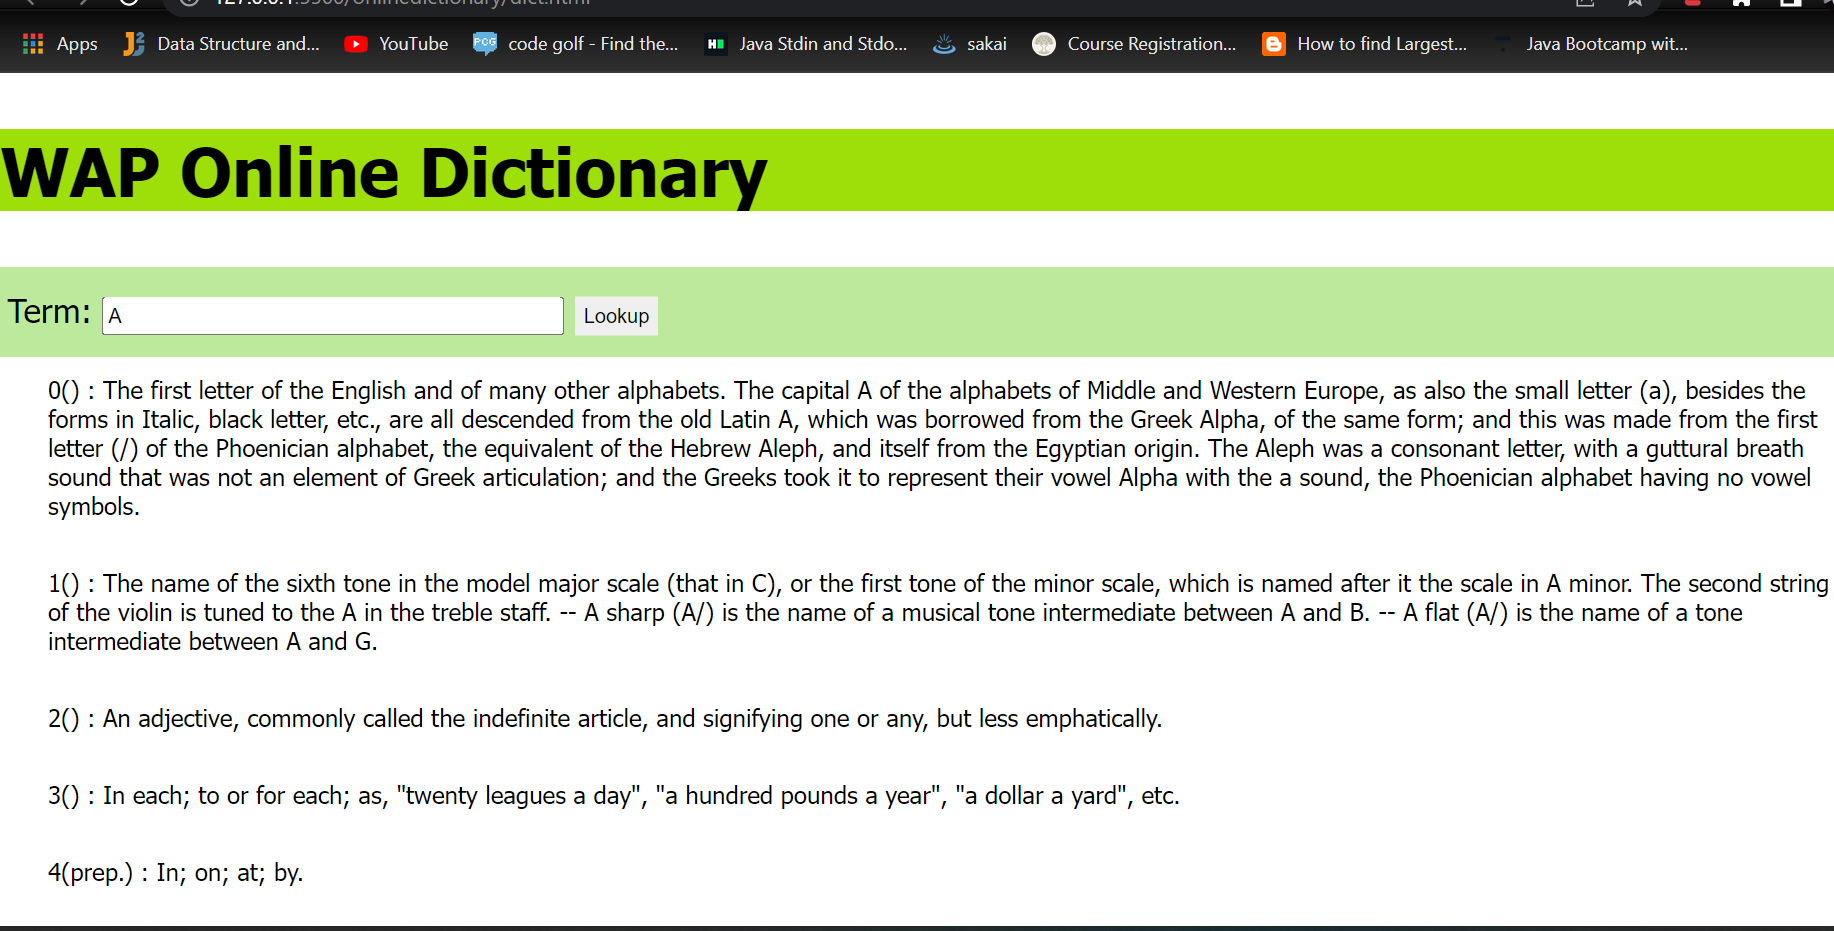 127.0.0.1:5500/onlinedictionary/dict.html
Apps Data Structure and... YouTube PCG code golf - Find the... Java Stdin and Stdo... sakai Course Registration... How to find Largest... Java Bootcamp wit...
WAP Online Dictionary
Term: A Lookup
0() : The first letter of the English and of many other alphabets. The capital A of the alphabets of Middle and Western Europe, as also the small letter (a), besides the
forms in Italic, black letter, etc., are all descended from the old Latin A, which was borrowed from the Greek Alpha, of the same form; and this was made from the first
letter (/) of the Phoenician alphabet, the equivalent of the Hebrew Aleph, and itself from the Egyptian origin. The Aleph was a consonant letter, with a guttural breath
sound that was not an element of Greek articulation; and the Greeks took it to represent their vowel Alpha with the a sound, the Phoenician alphabet having no vowel
symbols.
1() : The name of the sixth tone in the model major scale (that in C), or the first tone of the minor scale, which is named after it the scale in A minor. The second string
of the violin is tuned to the A in the treble staff. -- A sharp (A/) is the name of a musical tone intermediate between A and B. -- A flat (A/) is the name of a tone
intermediate between A and G.
2() : An adjective, commonly called the indefinite article, and signifying one or any, but less emphatically.
3() : In each; to or for each; as, "twenty leagues a day", "a hundred pounds a year", "a dollar a yard", etc.
4(prep.) : In; on; at; by.